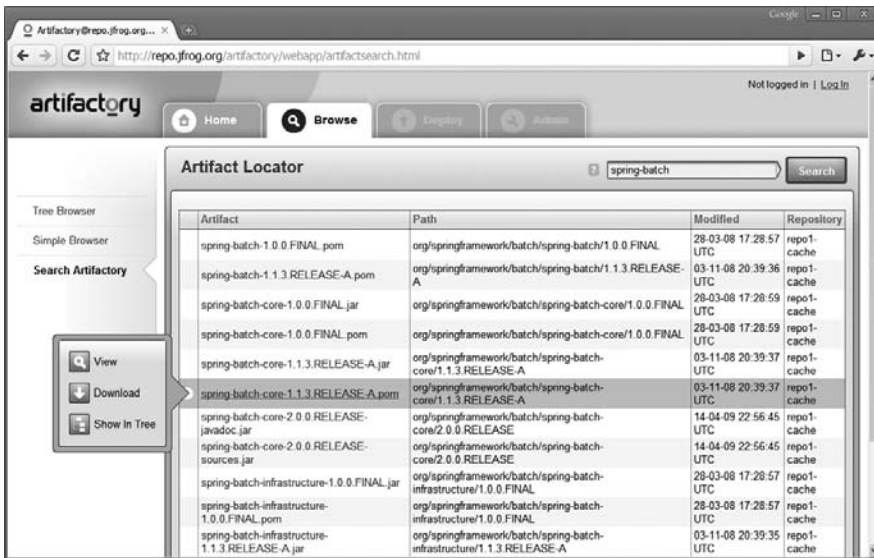 Google
Artifactory@repo.jfrog.org...
http://repo.jfrog.org/artifactory/webapp/artifactsearch.html
Not logged in | Log In
artifactory
Home
Browse
Deploy
Admin
Artifact Locator
spring-batch
Search
Tree Browser
Simple Browser
Search Artifactory
View
Download
Show In Tree
Artifact Path Modified Repository
spring-batch-1.0.0.FINAL.pom org/springframework/batch/spring-batch/1.0.0.FINAL 28-03-08 17:28:57 repo1-
UTC cache
spring-batch-1.1.3.RELEASE-A.pom org/springframework/batch/spring-batch/1.1.3.RELEASE- 03-11-08 20:39:36 repo1-
A UTC cache
spring-batch-core-1.0.0.FINAL.jar org/springframework/batch/spring-batch-core/1.0.0.FINAL 28-03-08 17:28:59 repo1-
UTC cache
spring-batch-core-1.0.0.FINAL.pom org/springframework/batch/spring-batch-core/1.0.0.FINAL 28-03-08 17:28:59 repo1-
UTC cache
spring-batch-core-1.1.3.RELEASE-A.jar org/springframework/batch/spring-batch- 03-11-08 20:39:37 repo1-
core/1.1.3.RELEASE-A UTC cache
spring-batch-core-1.1.3.RELEASE-A.pom org/springframework/batch/spring-batch- 03-11-08 20:39:37 repo1-
core/1.1.3.RELEASE-A UTC cache
spring-batch-core-2.0.0.RELEASE- org/springframework/batch/spring-batch- 14-04-09 22:56:45 repo1-
javadoc.jar core/2.0.0.RELEASE UTC cache
spring-batch-core-2.0.0.RELEASE- org/springframework/batch/spring-batch- 14-04-09 22:56:45 repo1-
sources.jar core/2.0.0.RELEASE UTC cache
spring-batch-infrastructure-1.0.0.FINAL.jar org/springframework/batch/spring-batch- 28-03-08 17:28:57 repo1-
infrastructure/1.0.0.FINAL UTC cache
spring-batch-infrastructure- org/springframework/batch/spring-batch- 28-03-08 17:28:57 repo1-
1.0.0.FINAL.pom infrastructure/1.0.0.FINAL UTC cache
spring-batch-infrastructure- org/springframework/batch/spring-batch- 03-11-08 20:39:35 repo1-
1.1.3.RELEASE-A.jar infrastructure/1.1.3.RELEASE-A UTC cache